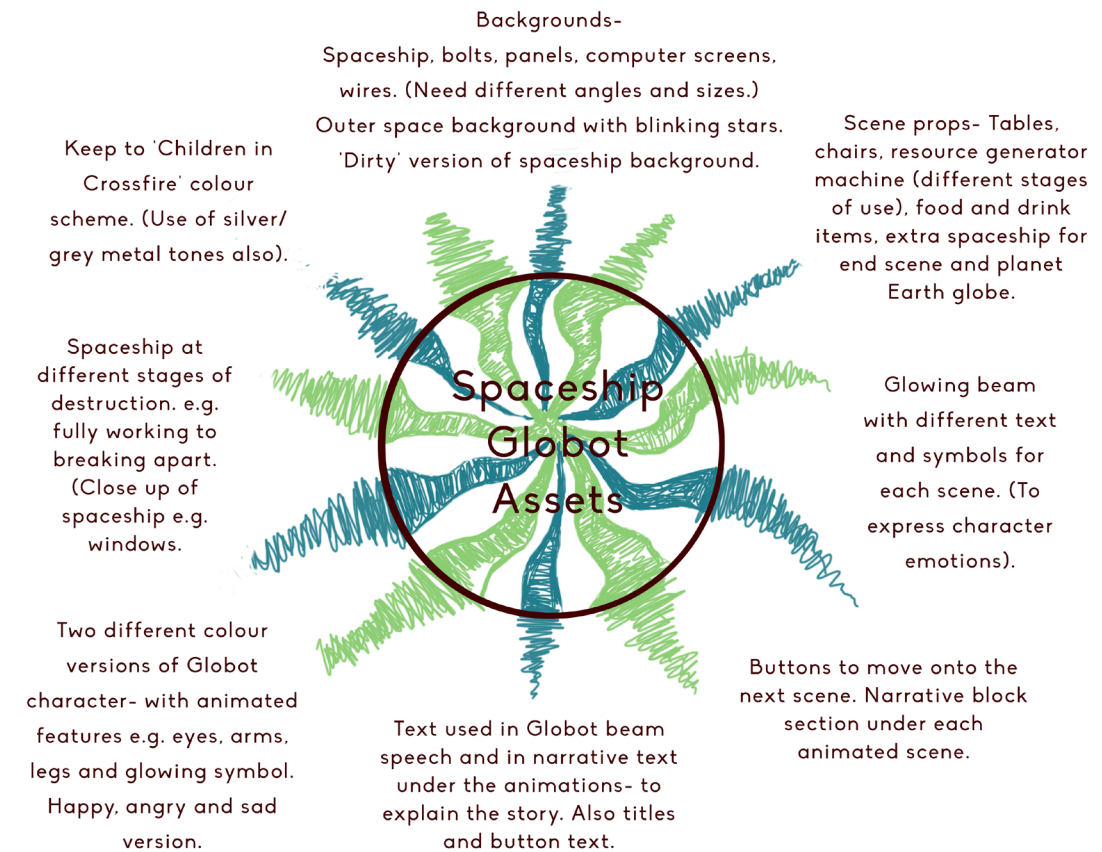 Backgrounds-
Spaceship, bolts, panels, computer screens,
wires. (Need different angles and sizes.)
Outer space background with blinking stars.
'Dirty' version of spaceship background.
Keep to 'Children in
Crossfire' colour
scheme. (Use of silver/
grey metal tones also).
Scene props- Tables,
chairs, resource generator
machine (different stages
of use), food and drink
items, extra spaceship for
end scene and planet
Earth globe.
Spaceship at
different stages of
destruction. e.g.
fully working to
breaking apart.
(Close up of
spaceship e.g.
windows.
Spaceship
Globot
Assets
Glowing beam
with different text
and symbols for
each scene. (To
express character
emotions).
Two different colour
versions of Globot
character- with animated
features e.g. eyes, arms,
legs and glowing symbol.
Happy, angry and sad
version.
Text used in Globot beam
speech and in narrative text
under the animations- to
explain the story. Also titles
and button text.
Buttons to move onto the
next scene. Narrative block
section under each
animated scene.